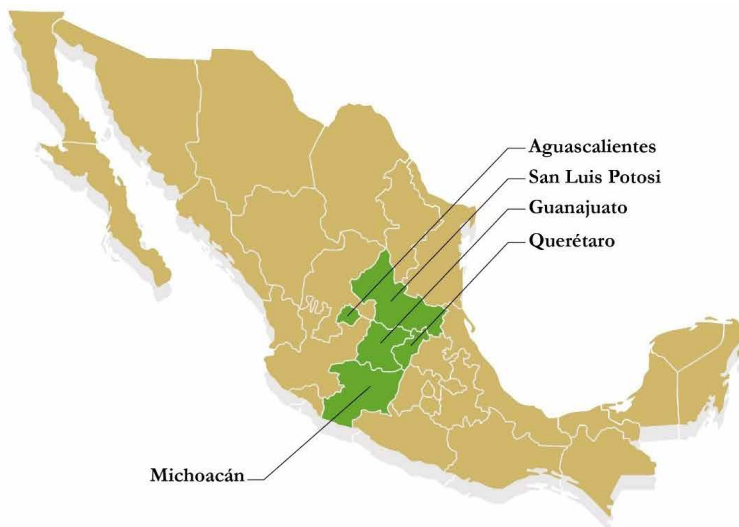 Aguascalientes
San Luis Potosi
Guanajuato
Querétaro
Michoacán